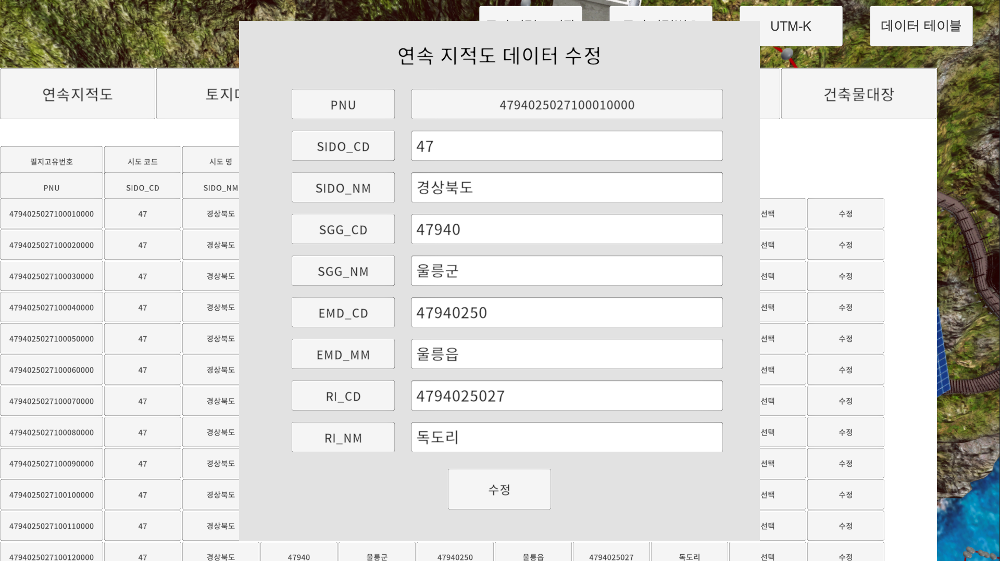 UTM-K
데이터 테이블
연속지적도
건축물대장
연속 지적도 데이터 수정
PNU 4794025027100010000
SIDO_CD 47
SIDO_NM 경상북도
SGG_CD 47940
SGG_NM 울릉군
EMD_CD 47940250
EMD_MM 울릉읍
RI_CD 4794025027
RI_NM 독도리
수정
필지고유번호 시도 코드 시도 명
PNU SIDO_CD SIDO_NM
4794025027100010000 47 경상북도 선택 수정
4794025027100020000 47 경상북도 선택 수정
4794025027100030000 47 경상북도 선택 수정
4794025027100040000 47 경상북도 선택 수정
4794025027100050000 47 경상북도 선택 수정
4794025027100060000 47 경상북도 선택 수정
4794025027100070000 47 경상북도 선택 수정
4794025027100080000 47 경상북도 선택 수정
4794025027100090000 47 경상북도 선택 수정
4794025027100100000 47 경상북도 선택 수정
4794025027100110000 47 경상북도 선택 수정
4794025027100120000 47 경상북도 47940 울릉군 47940250 울릉읍 4794025027 독도리 선택 수정